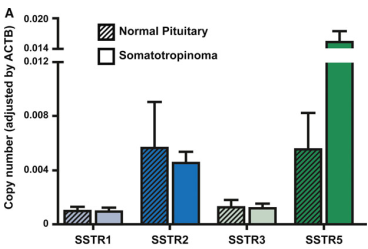 A
Copy number (adjusted by ACTB)
0.020
0.014
0.012
0.008
0.004
0
Normal Pituitary
Somatotropinoma
SSTR1 SSTR2 SSTR3 SSTR5